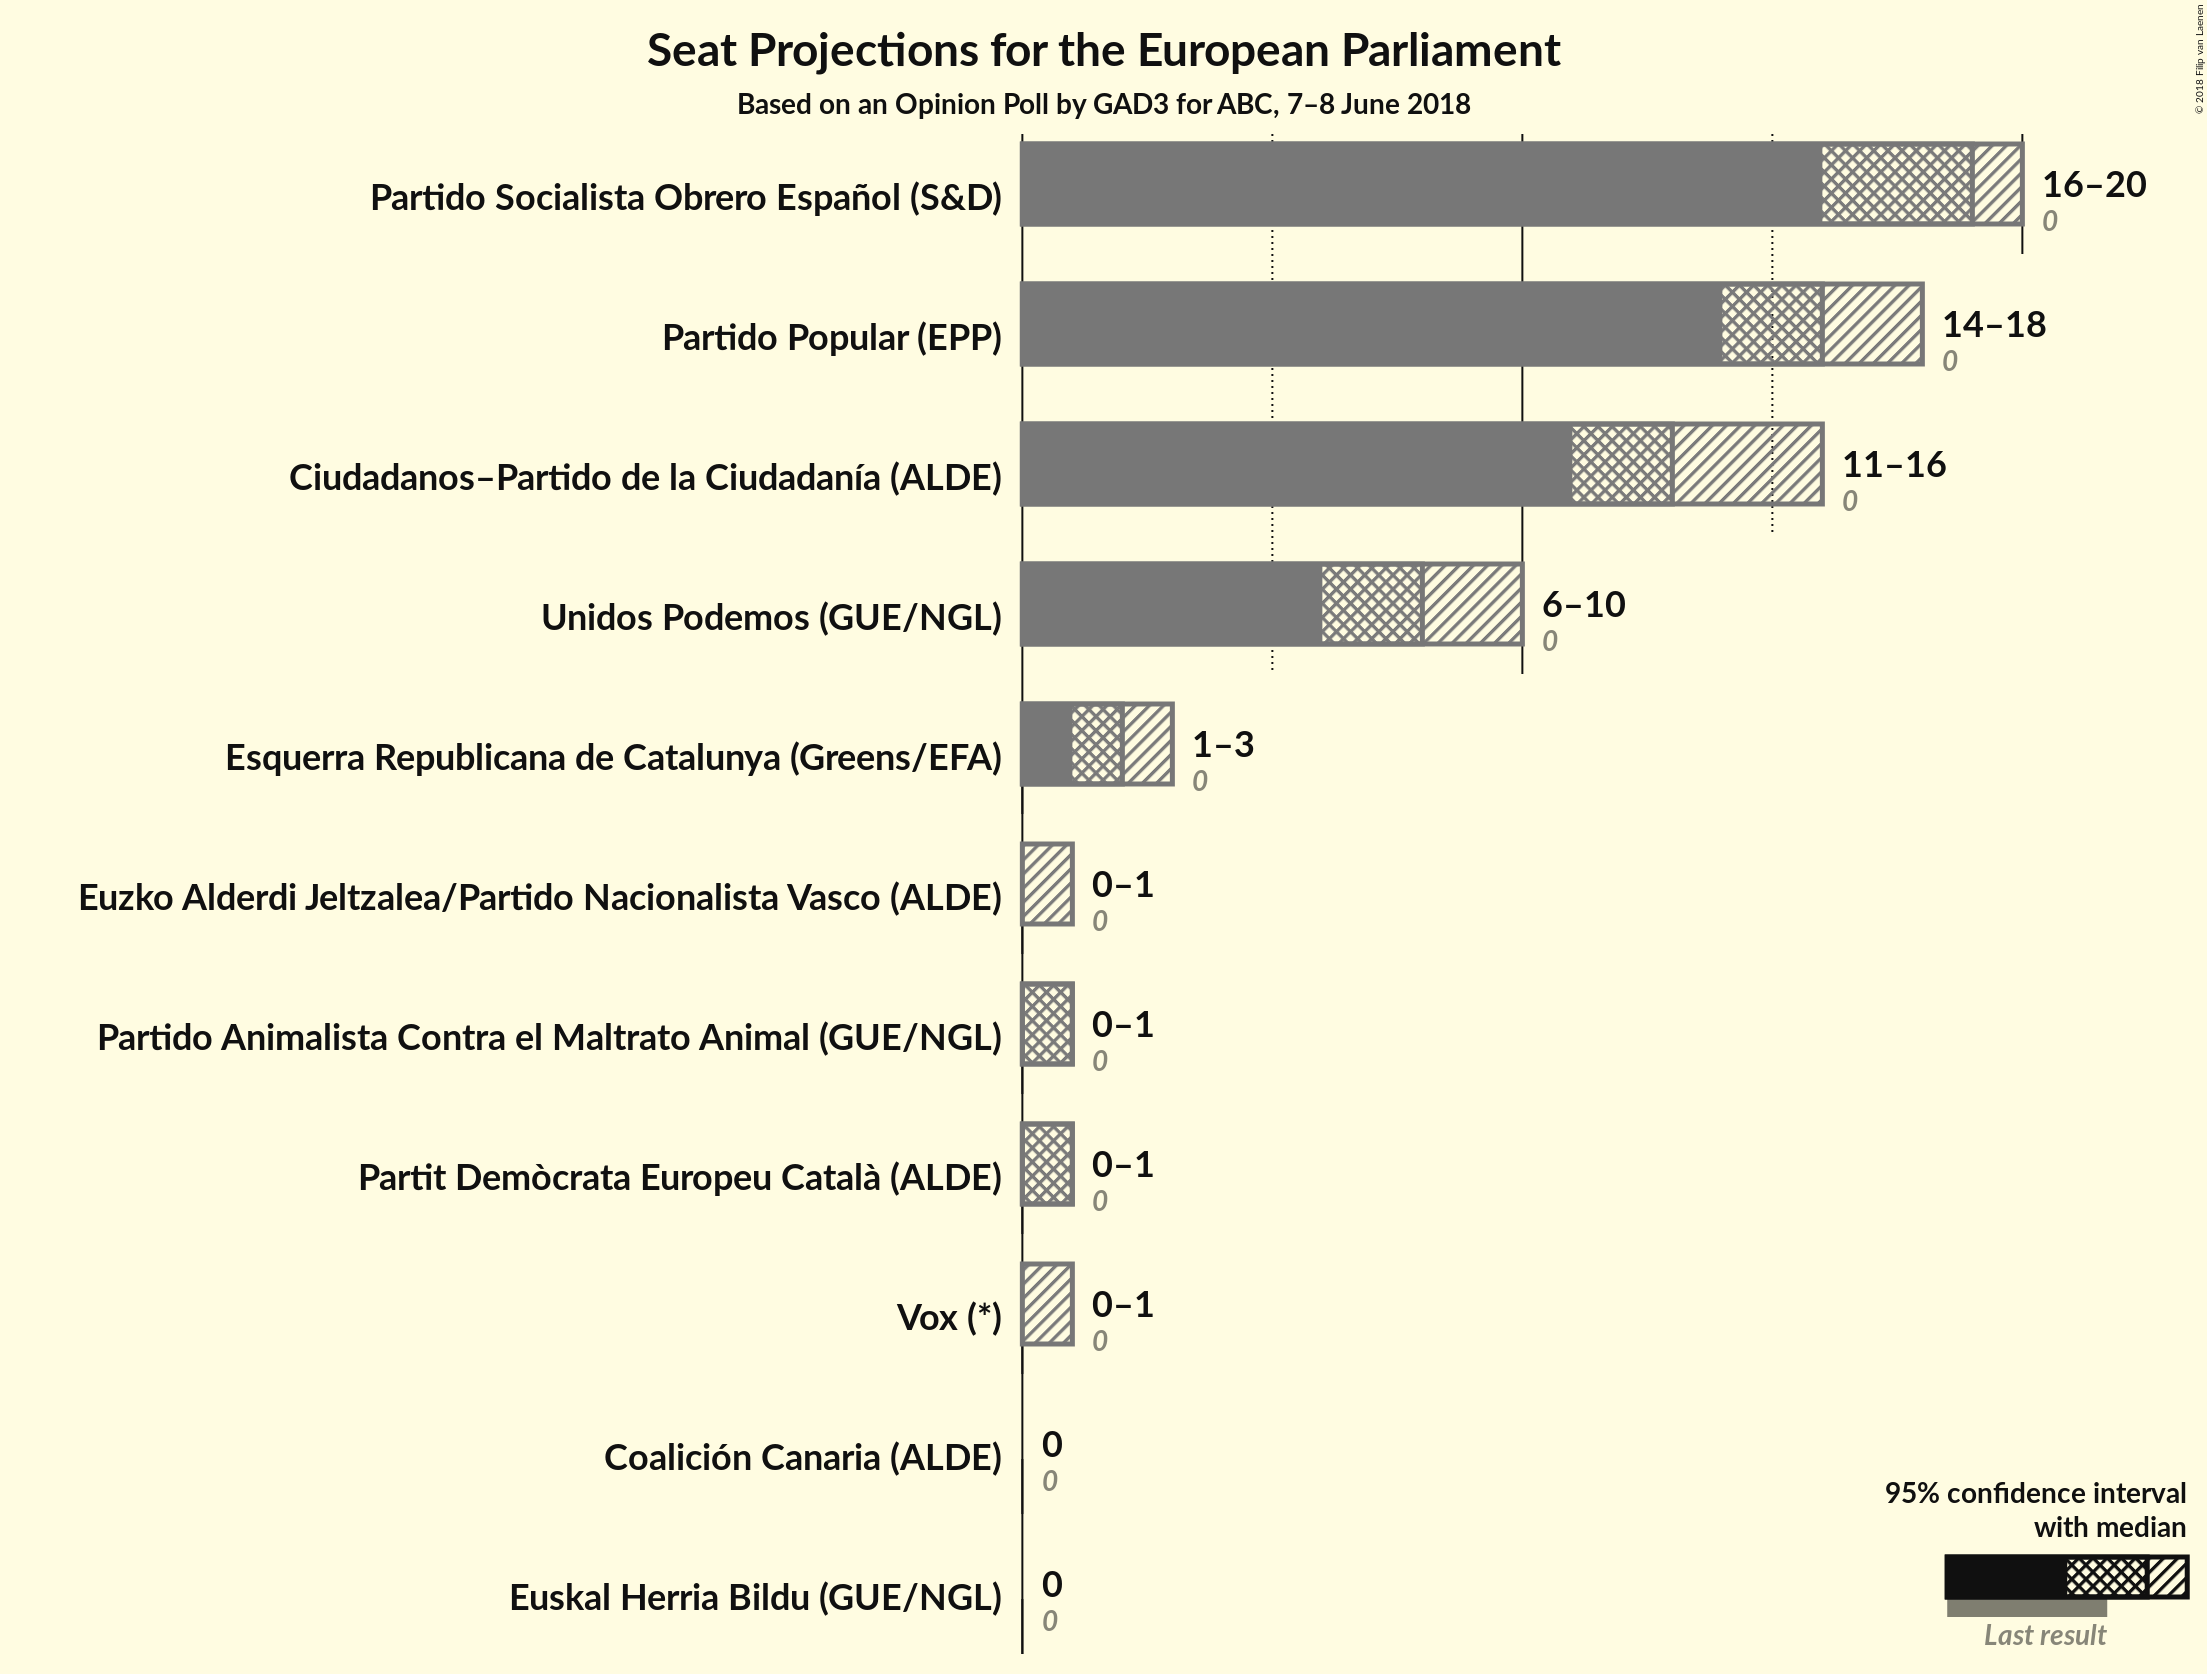 Seat Projections for the European Parliament
Based on an Opinion Poll by GAD3 for ABC, 7–8 June 2018
© 2018 Filip van Laenen
Partido Socialista Obrero Español (S&D)
16–20
0
Partido Popular (EPP)
14–18
0
Ciudadanos–Partido de la Ciudadanía (ALDE)
11–16
0
Unidos Podemos (GUE/NGL)
6–10
0
Esquerra Republicana de Catalunya (Greens/EFA)
1–3
0
Euzko Alderdi Jeltzalea/Partido Nacionalista Vasco (ALDE)
0–1
0
Partido Animalista Contra el Maltrato Animal (GUE/NGL)
0–1
0
Partit Demòcrata Europeu Català (ALDE)
0–1
0
Vox (*)
0–1
0
Coalición Canaria (ALDE)
0
0
Euskal Herria Bildu (GUE/NGL)
0
0
95% confidence interval
with median
Last result